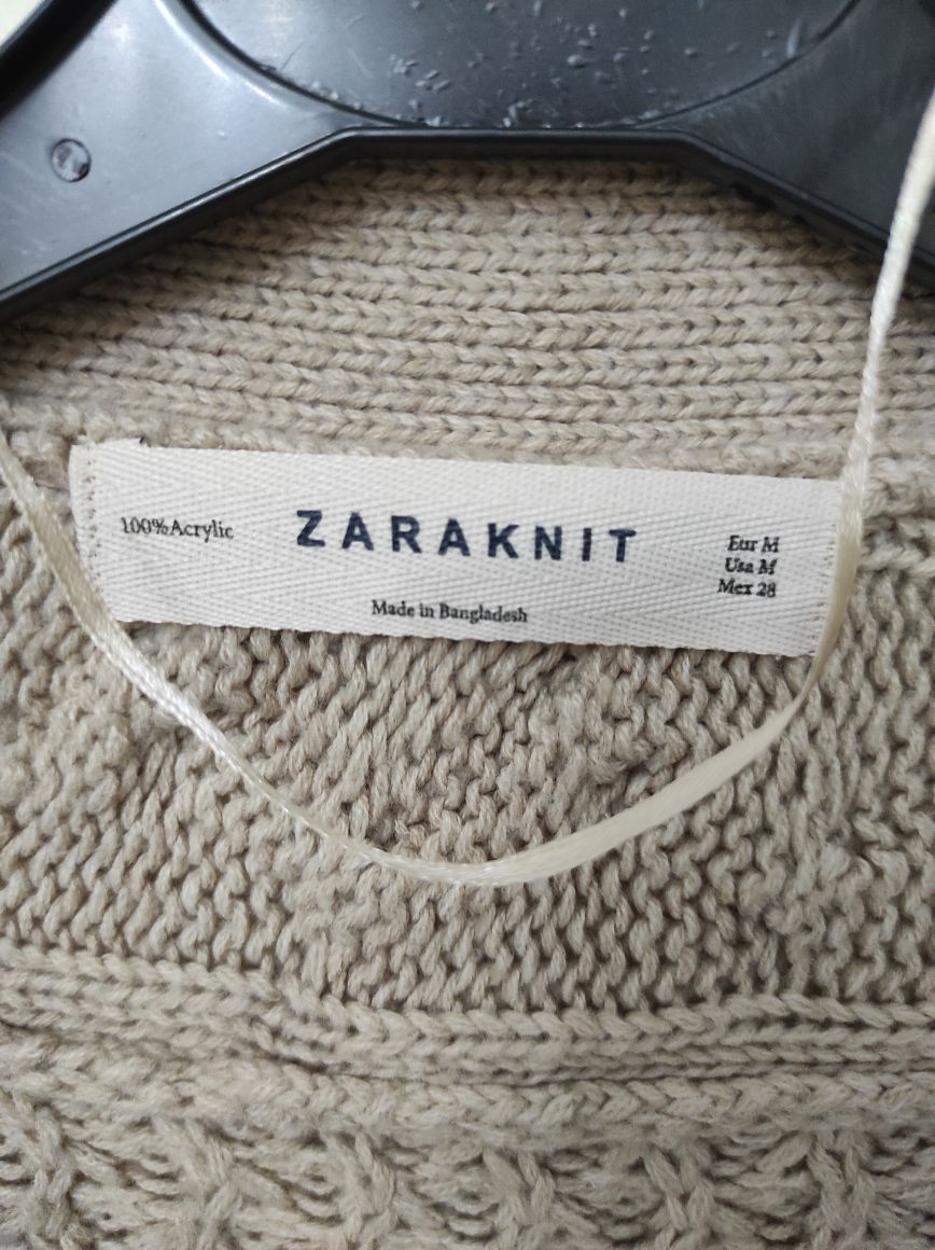 100%Acrylic
ZARAKNIT
Eur M
Usa M
Mex 28
Made in Bangladesh